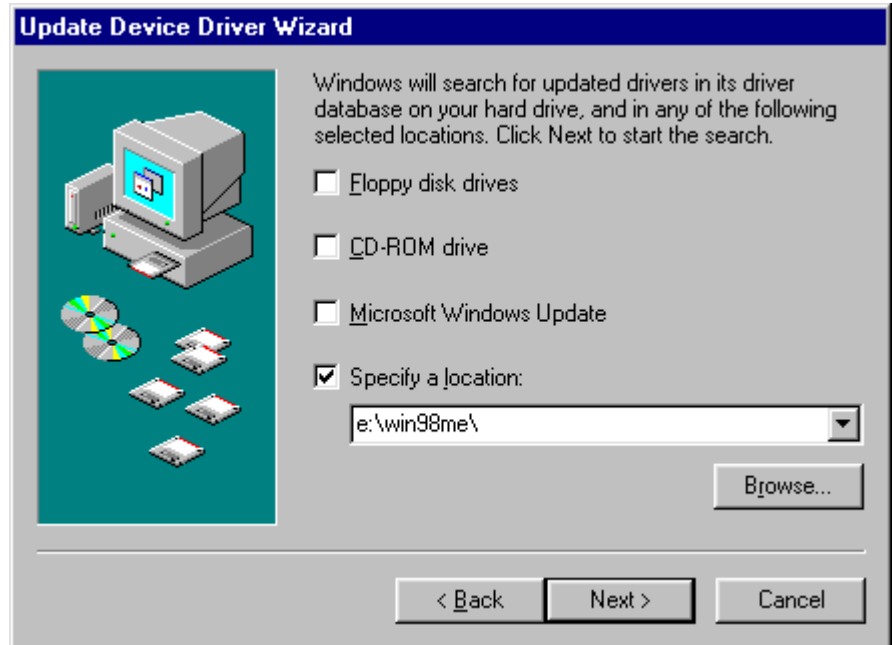 Update Device Driver Wizard
Windows will search for updated drivers in its driver
database on your hard drive, and in any of the following
selected locations. Click Next to start the search.
Floppy disk drives
CD-ROM drive
Microsoft Windows Update
Specify a location:
e:\win98me\
Browse...
< Back
Next >
Cancel